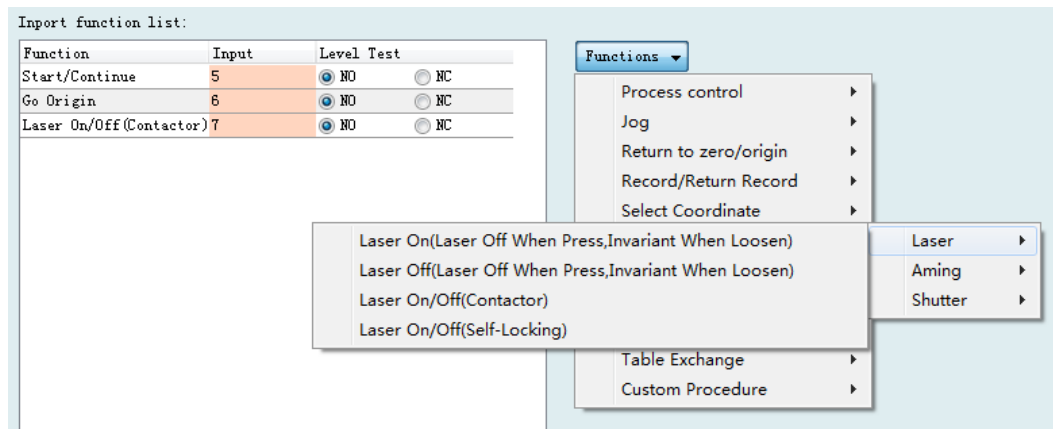 Inport function list:
Function Input Level Test
Start/Continue 5 NO NC
Go Origin 6 NO NC
Laser On/Off(Contactor) 7 NO NC
Functions
Process control
Jog
Return to zero/origin
Record/Return Record
Select Coordinate
Laser On(Laser Off When Press,Invariant When Loosen)
Laser Off(Laser Off When Press,Invariant When Loosen)
Laser On/Off(Contactor)
Laser On/Off(Self-Locking)
Laser
Aming
Shutter
Table Exchange
Custom Procedure